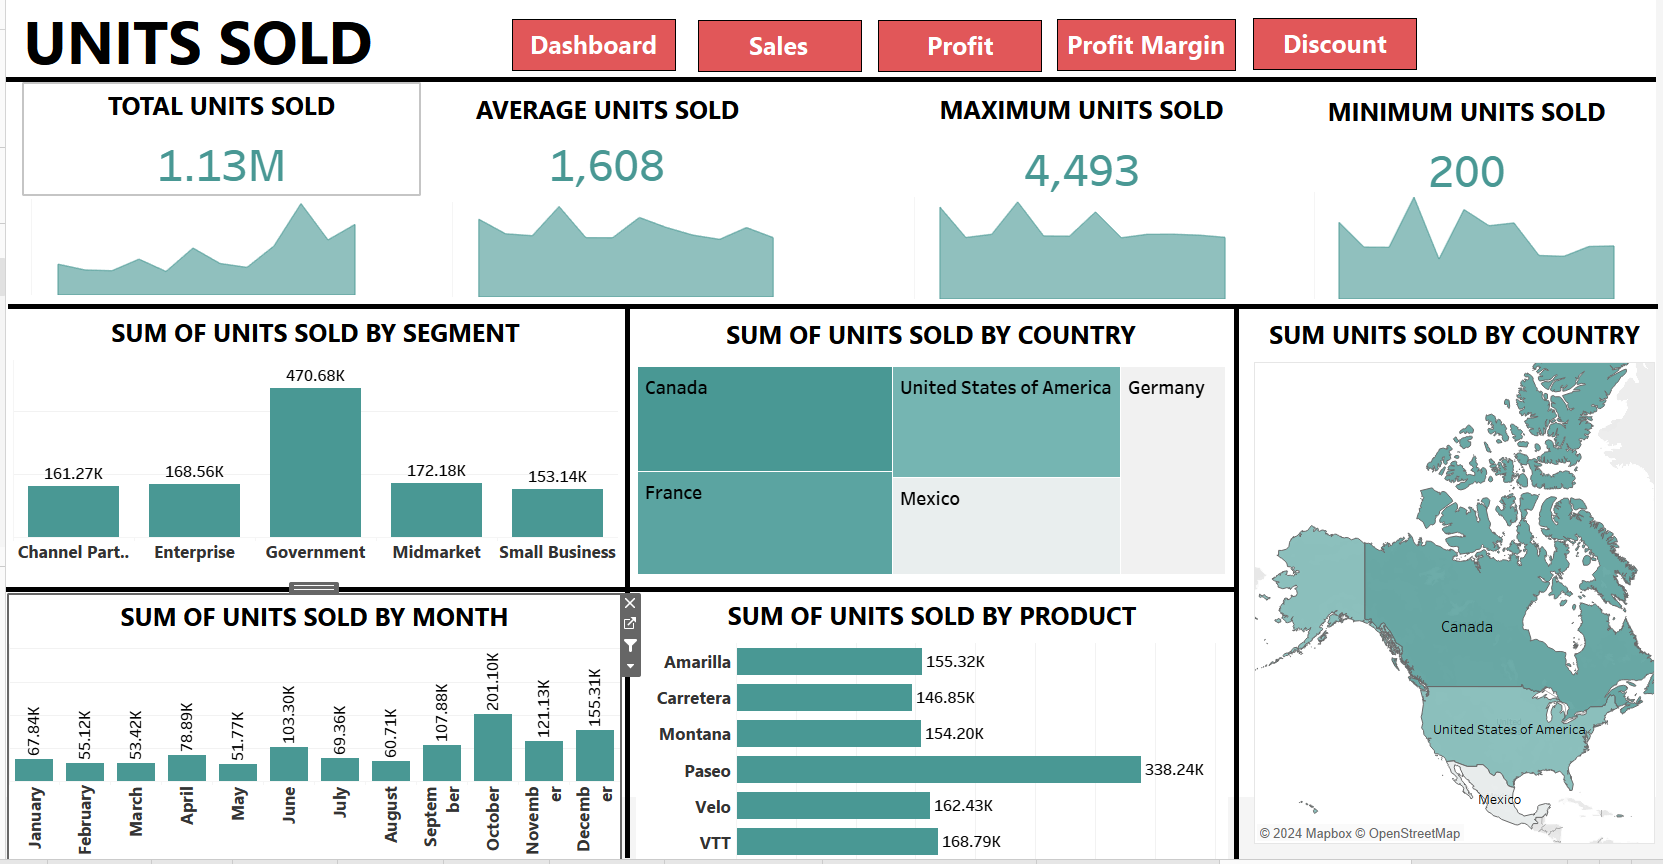 UNITS SOLD
Dashboard
Sales
Profit
Profit Margin
Discount
TOTAL UNITS SOLD
1.13M
AVERAGE UNITS SOLD
1,608
MAXIMUM UNITS SOLD
4,493
MINIMUM UNITS SOLD
200
SUM OF UNITS SOLD BY SEGMENT
161.27K
168.56K
470.68K
172.18K
153.14K
Channel Part..
Enterprise
Government
Midmarket
Small Business
SUM OF UNITS SOLD BY COUNTRY
Canada
France
United States of America
Mexico
Germany
SUM UNITS SOLD BY COUNTRY
Canada
United States of America
Mexico
© 2024 Mapbox © OpenStreetMap
SUM OF UNITS SOLD BY MONTH
67.84K
55.12K
53.42K
78.89K
51.77K
103.30K
69.36K
60.71K
107.88K
201.10K
121.13K
155.31K
January
February
March
April
May
June
July
August
Septem
ber
October
Novemb
er
Decemb
er
SUM OF UNITS SOLD BY PRODUCT
Amarilla
155.32K
Carretera
146.85K
Montana
154.20K
Paseo
338.24K
Velo
162.43K
VTT
168.79K